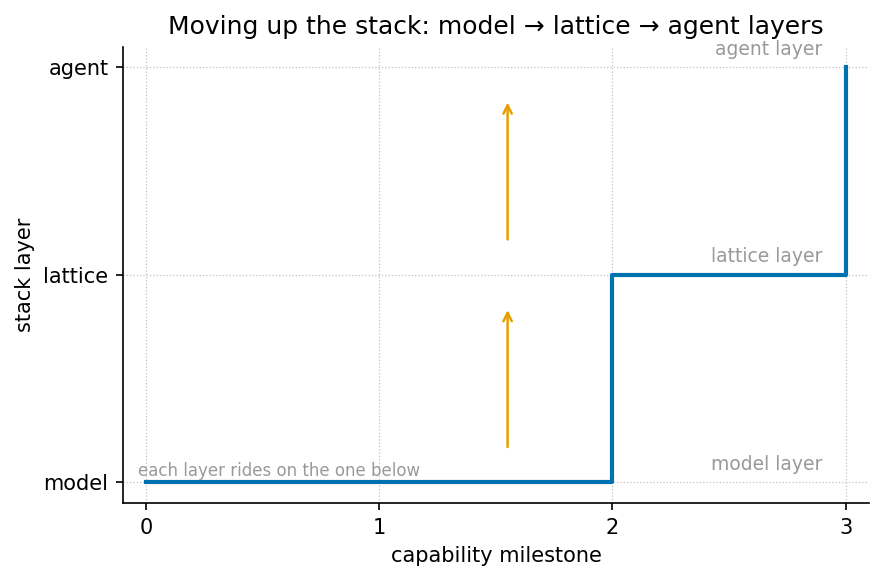 Moving up the stack: model → lattice → agent layers
agent layer
agent
lattice layer
lattice
stack layer
model layer
each layer rides on the one below
model
0 1 2 3
capability milestone